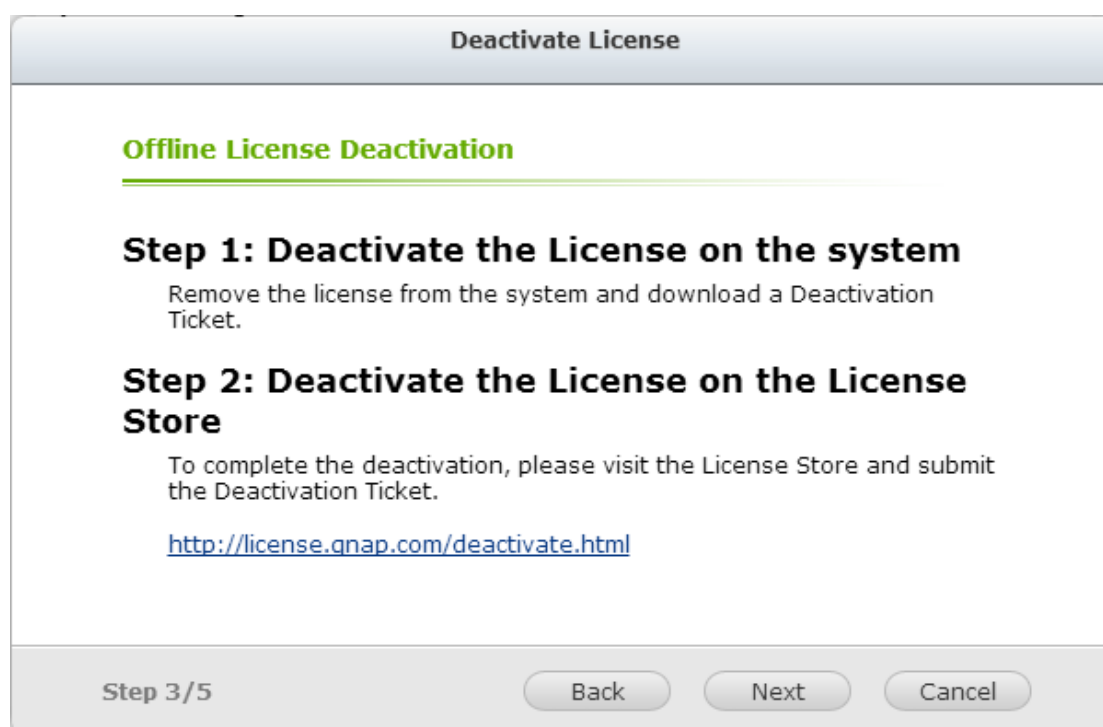 Deactivate License
Offline License Deactivation
Step 1: Deactivate the License on the system
Remove the license from the system and download a Deactivation
Ticket.
Step 2: Deactivate the License on the License
Store
To complete the deactivation, please visit the License Store and submit
the Deactivation Ticket.
http://license.qnap.com/deactivate.html
Step 3/5
Back
Next
Cancel